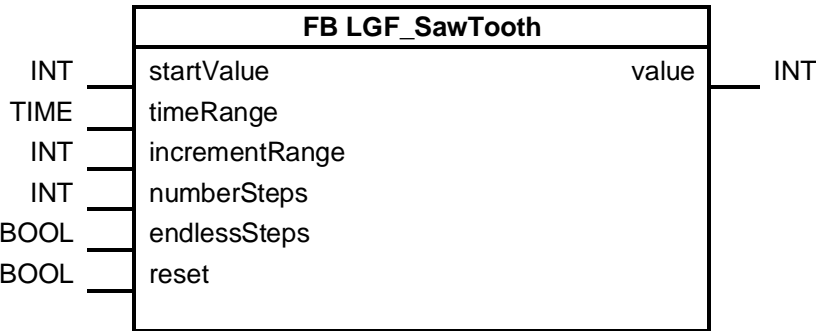 FB LGF_SawTooth
INT startValue value INT
TIME timeRange
INT incrementRange
INT numberSteps
BOOL endlessSteps
BOOL reset